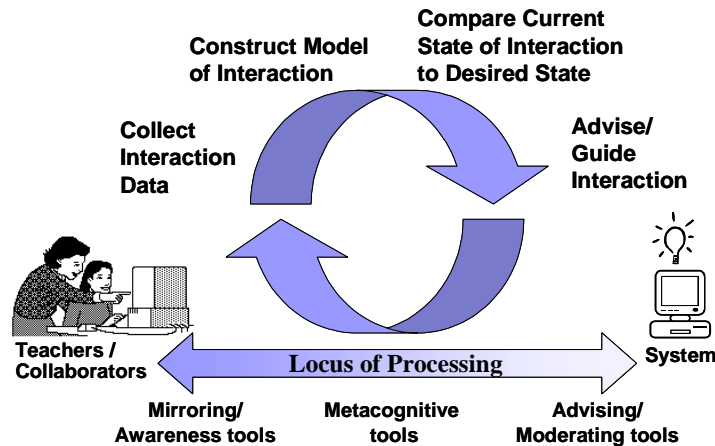 Construct Model
of Interaction
Compare Current
State of Interaction
to Desired State
Collect
Interaction
Data
Advise/
Guide
Interaction
Teachers /
Collaborators
Locus of Processing
System
Mirroring/
Awareness tools
Metacognitive
tools
Advising/
Moderating tools